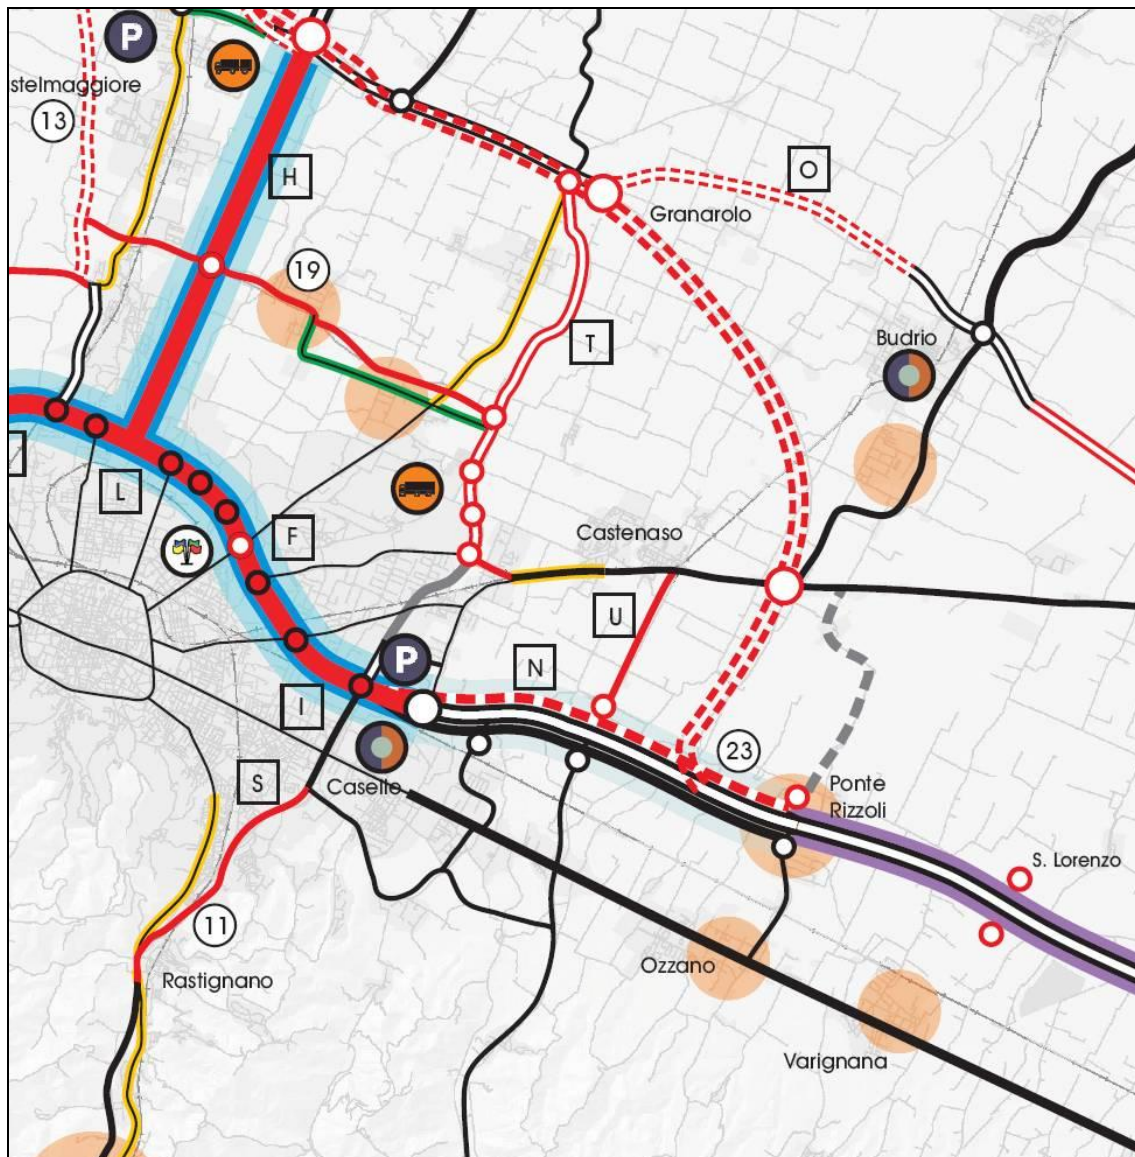 P
stelmaggiore
13
H
O
Granarolo
19
T
Budrio
L
F
Castenaso
U
P
N
I
23
S
Caselle
Ponte
Rizzoli
S. Lorenzo
11
Ozzano
Rastignano
Varignana